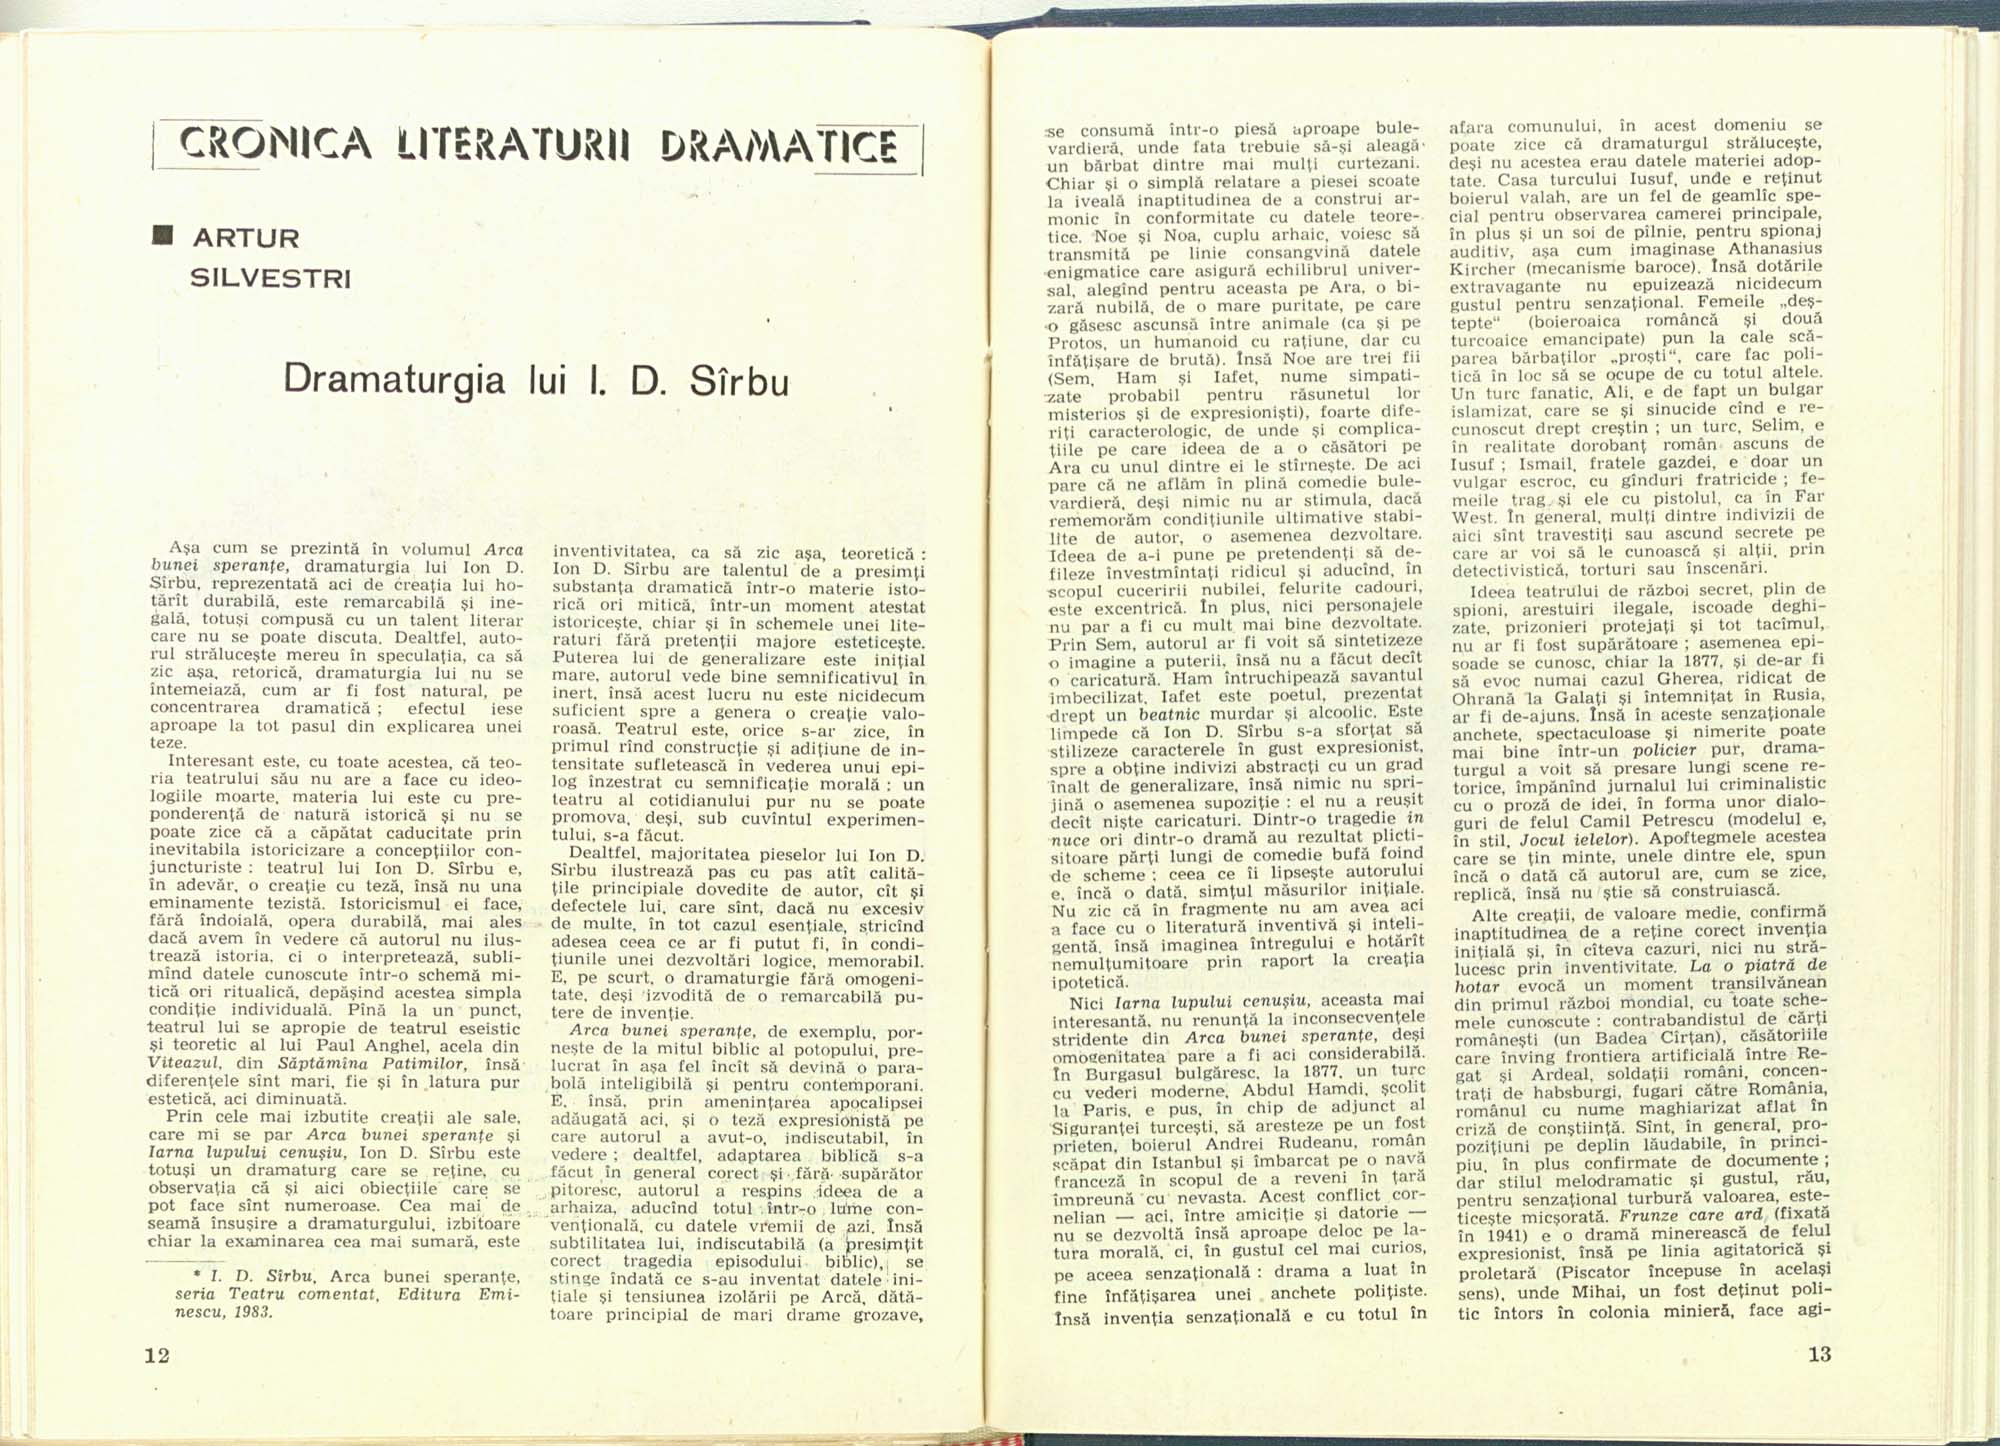 CRONICA LITERATURII DRAMATICE
■ ARTUR
SILVESTRI
Dramaturgia lui I. D. Sîrbu
Așa cum se prezintă în volumul Arca
bunei speranțe, dramaturgia lui Ion D.
Sîrbu, reprezentată aci de creația lui ho-
tărît durabilă, este remarcabilă și ine-
gală, totuși compusă cu un talent literar
care nu se poate discuta. Dealtfel, auto-
rul strălucește mereu în speculația, ca să
zic așa, retorică, dramaturgia lui nu se
întemeiază, cum ar fi fost natural, pe
concentrarea dramatică ; efectul iese
aproape la tot pasul din explicarea unei
teze.
Interesant este, cu toate acestea, că teo-
ria teatrului său nu are a face cu ideo-
logiile moarte, materia lui este cu pre-
ponderență de natură istorică și nu se
poate zice că a căpătat caducitate prin
inevitabila istoricizare a concepțiilor con-
juncturiste : teatrul lui Ion D. Sîrbu e,
în adevăr, o creație cu teză, însă nu una
eminamente tezistă. Istoricismul ei face,
fără îndoială, opera durabilă, mai ales
dacă avem în vedere că autorul nu ilus-
trează istoria, ci o interpretează, subli-
mînd datele cunoscute într-o schemă mi-
tică ori ritualică, depășind acestea simpla
condiție individuală. Pînă la un punct,
teatrul lui se apropie de teatrul eseistic
și teoretic al lui Paul Anghel, acela din
Viteazul, din Săptămîna Patimilor, însă
diferențele sînt mari, fie și în latura pur
estetică, aci diminuată.
Prin cele mai izbutite creații ale sale,
care mi se par Arca bunei speranțe și
Iarna lupului cenușiu, Ion D. Sîrbu este
totuși un dramaturg care se reține, cu
observația că și aici obiecțiile care se
pot face sînt numeroase. Cea mai de
seamă însușire a dramaturgului, izbitoare
chiar la examinarea cea mai sumară, este
* I. D. Sîrbu, Arca bunei speranțe,
seria Teatru comentat, Editura Emi-
nescu, 1983.
12
inventivitatea, ca să zic așa, teoretică :
Ion D. Sîrbu are talentul de a presimți
substanța dramatică într-o materie isto-
rică ori mitică, într-un moment atestat
istoricește, chiar și în schemele unei lite-
raturi fără pretenții majore esteticește.
Puterea lui de generalizare este inițial
mare, autorul vede bine semnificativul în
inert, însă acest lucru nu este nicidecum
suficient spre a genera o creație valo-
roasă. Teatrul este, orice s-ar zice, în
primul rînd construcție și adițiune de in-
tensitate sufletească în vederea unui epi-
log înzestrat cu semnificație morală : un
teatru al cotidianului pur nu se poate
promova, deși, sub cuvîntul experimen-
tului, s-a făcut.
Dealtfel, majoritatea pieselor lui Ion D.
Sîrbu ilustrează pas cu pas atît calită-
țile principiale dovedite de autor, cît și
defectele lui, care sînt, dacă nu excesiv
de multe, în tot cazul esențiale, stricînd
adesea ceea ce ar fi putut fi, în condi-
țiunile unei dezvoltări logice, memorabil.
E, pe scurt, o dramaturgie fără omogeni-
tate, deși izvodită de o remarcabilă pu-
tere de invenție.
Arca bunei speranțe, de exemplu, por-
nește de la mitul biblic al potopului, pre-
lucrat în așa fel încît să devină o para-
bolă inteligibilă și pentru contemporani.
E, însă, prin amenințarea apocalipsei
adăugată aci, și o teză expresionistă pe
care autorul a avut-o, indiscutabil, în
vedere ; dealtfel, adaptarea biblică s-a
făcut în general corect și fără supărător
pitoresc, autorul a respins ideea de a
arhaiza, aducînd totul într-o lume con-
vențională, cu datele vremii de azi. Însă
subtilitatea lui, indiscutabilă (a presimțit
corect tragedia episodului biblic), se
stinge îndată ce s-au inventat datele ini-
țiale și tensiunea izolării pe Arcă, dătă-
toare principial de mari drame grozave,
se consumă într-o piesă aproape bule-
vardieră, unde fata trebuie să-și aleagă
un bărbat dintre mai mulți curtezani.
Chiar și o simplă relatare a piesei scoate
la iveală inaptitudinea de a construi ar-
monic în conformitate cu datele teore-
tice. Noe și Noa, cuplu arhaic, voiesc să
transmită pe linie consangvină datele
enigmatice care asigură echilibrul univer-
sal, alegînd pentru aceasta pe Ara, o bi-
zară nubilă, de o mare puritate, pe care
o găsesc ascunsă între animale (ca și pe
Protos, un humanoid cu rațiune, dar cu
înfățișare de brută). Însă Noe are trei fii
(Sem, Ham și Iafet, nume simpati-
zate probabil pentru răsunetul lor
misterios și de expresioniști), foarte dife-
riți caracterologic, de unde și complica-
țiile pe care ideea de a o căsători pe
Ara cu unul dintre ei le stîrnește. De aci
pare că ne aflăm în plină comedie bule-
vardieră, deși nimic nu ar stimula, dacă
rememorăm condițiunile ultimative stabi-
lite de autor, o asemenea dezvoltare.
Ideea de a-i pune pe pretendenți să de-
fileze învestmîntați ridicul și aducînd, în
scopul cuceririi nubilei, felurite cadouri,
este excentrică. În plus, nici personajele
nu par a fi cu mult mai bine dezvoltate.
Prin Sem, autorul ar fi voit să sintetizeze
o imagine a puterii, însă nu a făcut decît
o caricatură. Ham întruchipează savantul
imbecilizat. Iafet este poetul, prezentat
drept un beatnic murdar și alcoolic. Este
limpede că Ion D. Sîrbu s-a sforțat să
stilizeze caracterele în gust expresionist,
spre a obține indivizi abstracți cu un grad
înalt de generalizare, însă nimic nu spri-
jină o asemenea supoziție : el nu a reușit
decît niște caricaturi. Dintr-o tragedie in
nuce ori dintr-o dramă au rezultat plicti-
sitoare părți lungi de comedie bufă foind
de scheme ; ceea ce îi lipsește autorului
e, încă o dată, simțul măsurilor inițiale.
Nu zic că în fragmente nu am avea aci
a face cu o literatură inventivă și inteli-
gentă, însă imaginea întregului e hotărît
nemulțumitoare prin raport la creația
ipotetică.
Nici Iarna lupului cenușiu, aceasta mai
interesantă, nu renunță la inconsecvențele
stridente din Arca bunei speranțe, deși
omogenitatea pare a fi aci considerabilă.
În Burgasul bulgăresc, la 1877, un turc
cu vederi moderne, Abdul Hamdi, școlit
la Paris, e pus, în chip de adjunct al
Siguranței turcești, să aresteze pe un fost
prieten, boierul Andrei Rudeanu, român
scăpat din Istanbul și îmbarcat pe o navă
franceză în scopul de a reveni în țară
împreună cu nevasta. Acest conflict cor-
nelian — aci, între amiciție și datorie —
nu se dezvoltă însă aproape deloc pe la-
tura morală, ci, în gustul cel mai curios,
pe aceea senzațională : drama a luat în
fine înfățișarea unei anchete polițiste.
Însă invenția senzațională e cu totul în
afara comunului, în acest domeniu se
poate zice că dramaturgul strălucește,
deși nu acestea erau datele materiei adop-
tate. Casa turcului Iusuf, unde e reținut
boierul valah, are un fel de geamlîc spe-
cial pentru observarea camerei principale,
în plus și un soi de pîlnie, pentru spionaj
auditiv, așa cum imaginase Athanasius
Kircher (mecanisme baroce). Însă dotările
extravagante nu epuizează nicidecum
gustul pentru senzațional. Femeile „deș-
tepte“ (boieroaica româncă și două
turcoaice emancipate) pun la cale scă-
parea bărbaților „proști“, care fac poli-
tică în loc să se ocupe de cu totul altele.
Un turc fanatic, Ali, e de fapt un bulgar
islamizat, care se și sinucide cînd e re-
cunoscut drept creștin ; un turc, Selim, e
în realitate dorobanț român ascuns de
Iusuf ; Ismail, fratele gazdei, e doar un
vulgar escroc, cu gînduri fratricide ; fe-
meile trag și ele cu pistolul, ca în Far
West. În general, mulți dintre indivizii de
aici sînt travestiți sau ascund secrete pe
care ar voi să le cunoască și alții, prin
detectivistică, torturi sau înscenări.
Ideea teatrului de război secret, plin de
spioni, arestuiri ilegale, iscoade deghi-
zate, prizonieri protejați și tot tacîmul,
nu ar fi fost supărătoare ; asemenea epi-
soade se cunosc, chiar la 1877, și de-ar fi
să evoc numai cazul Gherea, ridicat de
Ohrană la Galați și întemnițat în Rusia,
ar fi de-ajuns. Însă în aceste senzaționale
anchete, spectaculoase și nimerite poate
mai bine într-un policier pur, drama-
turgul a voit să presare lungi scene re-
torice, împănînd jurnalul lui criminalistic
cu o proză de idei, în forma unor dialo-
guri de felul Camil Petrescu (modelul e,
în stil, Jocul ielelor). Apoftegmele acestea
care se țin minte, unele dintre ele, spun
încă o dată că autorul are, cum se zice,
replică, însă nu știe să construiască.
Alte creații, de valoare medie, confirmă
inaptitudinea de a reține corect invenția
inițială și, în cîteva cazuri, nici nu stră-
lucesc prin inventivitate. La o piatră de
hotar evocă un moment transilvănean
din primul război mondial, cu toate sche-
mele cunoscute : contrabandistul de cărți
românești (un Badea Cîrțan), căsătoriile
care înving frontiera artificială între Re-
gat și Ardeal, soldații români, concen-
trați de habsburgi, fugari către România,
românul cu nume maghiarizat aflat în
criză de conștiință. Sînt, în general, pro-
pozițiuni pe deplin lăudabile, în princi-
piu, în plus confirmate de documente ;
dar stilul melodramatic și gustul, rău,
pentru senzațional turbură valoarea, este-
ticește micșorată. Frunze care ard (fixată
în 1941) e o dramă minerească de felul
expresionist, însă pe linia agitatorică și
proletară (Piscator începuse în același
sens), unde Mihai, un fost deținut poli-
tic întors în colonia minieră, face agi-
13